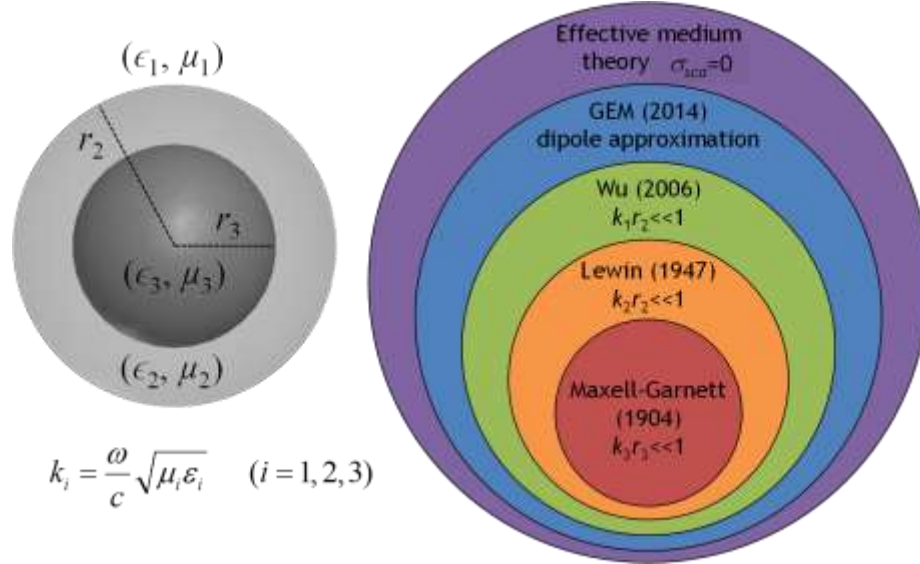 (ϵ₁, μ₁)
r₂
r₃
(ϵ₃, μ₃)
(ϵ₂, μ₂)
kᵢ = ω/c √μᵢεᵢ (i = 1, 2, 3)
Effective medium
theory σsca=0
GEM (2014)
dipole approximation
Wu (2006)
k₁r₂<<1
Lewin (1947)
k₂r₂<<1
Maxell-Garnett
(1904)
k₃r₃<<1